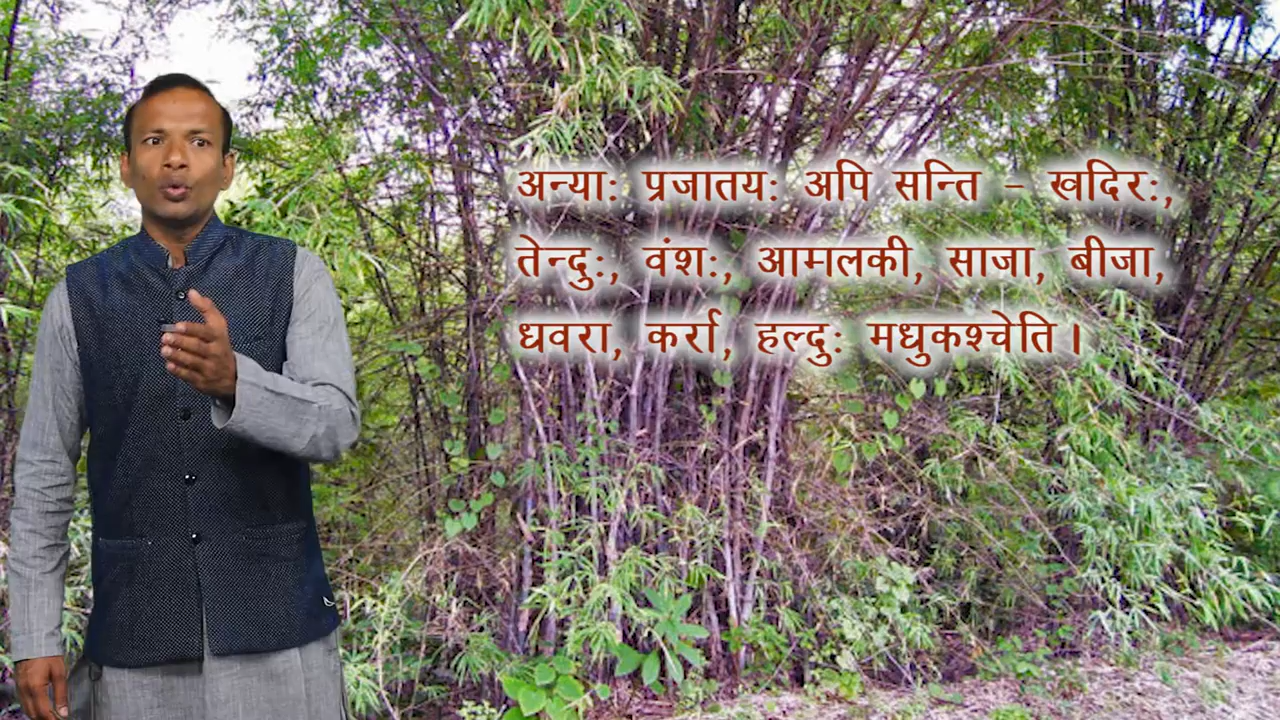 अन्याः प्रजातयः अपि सन्ति - खदिरः,
तेन्दुः, वंशः, आमलकी, साजा, बीजा,
धवरा, कर्रा, हल्दुः मधुकश्चेति ।